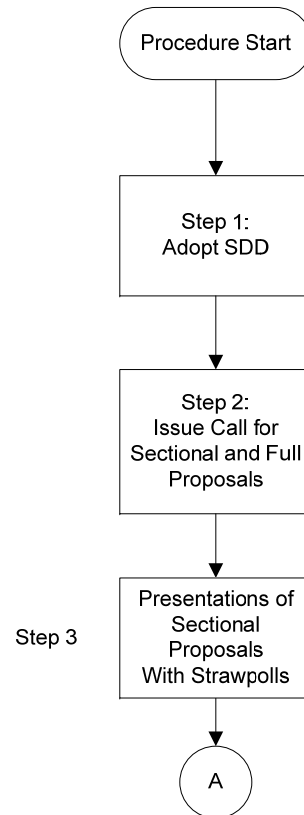 Procedure Start
Step 1:
Adopt SDD
Step 2:
Issue Call for
Sectional and Full
Proposals
Step 3
Presentations of
Sectional
Proposals
With Strawpolls
A